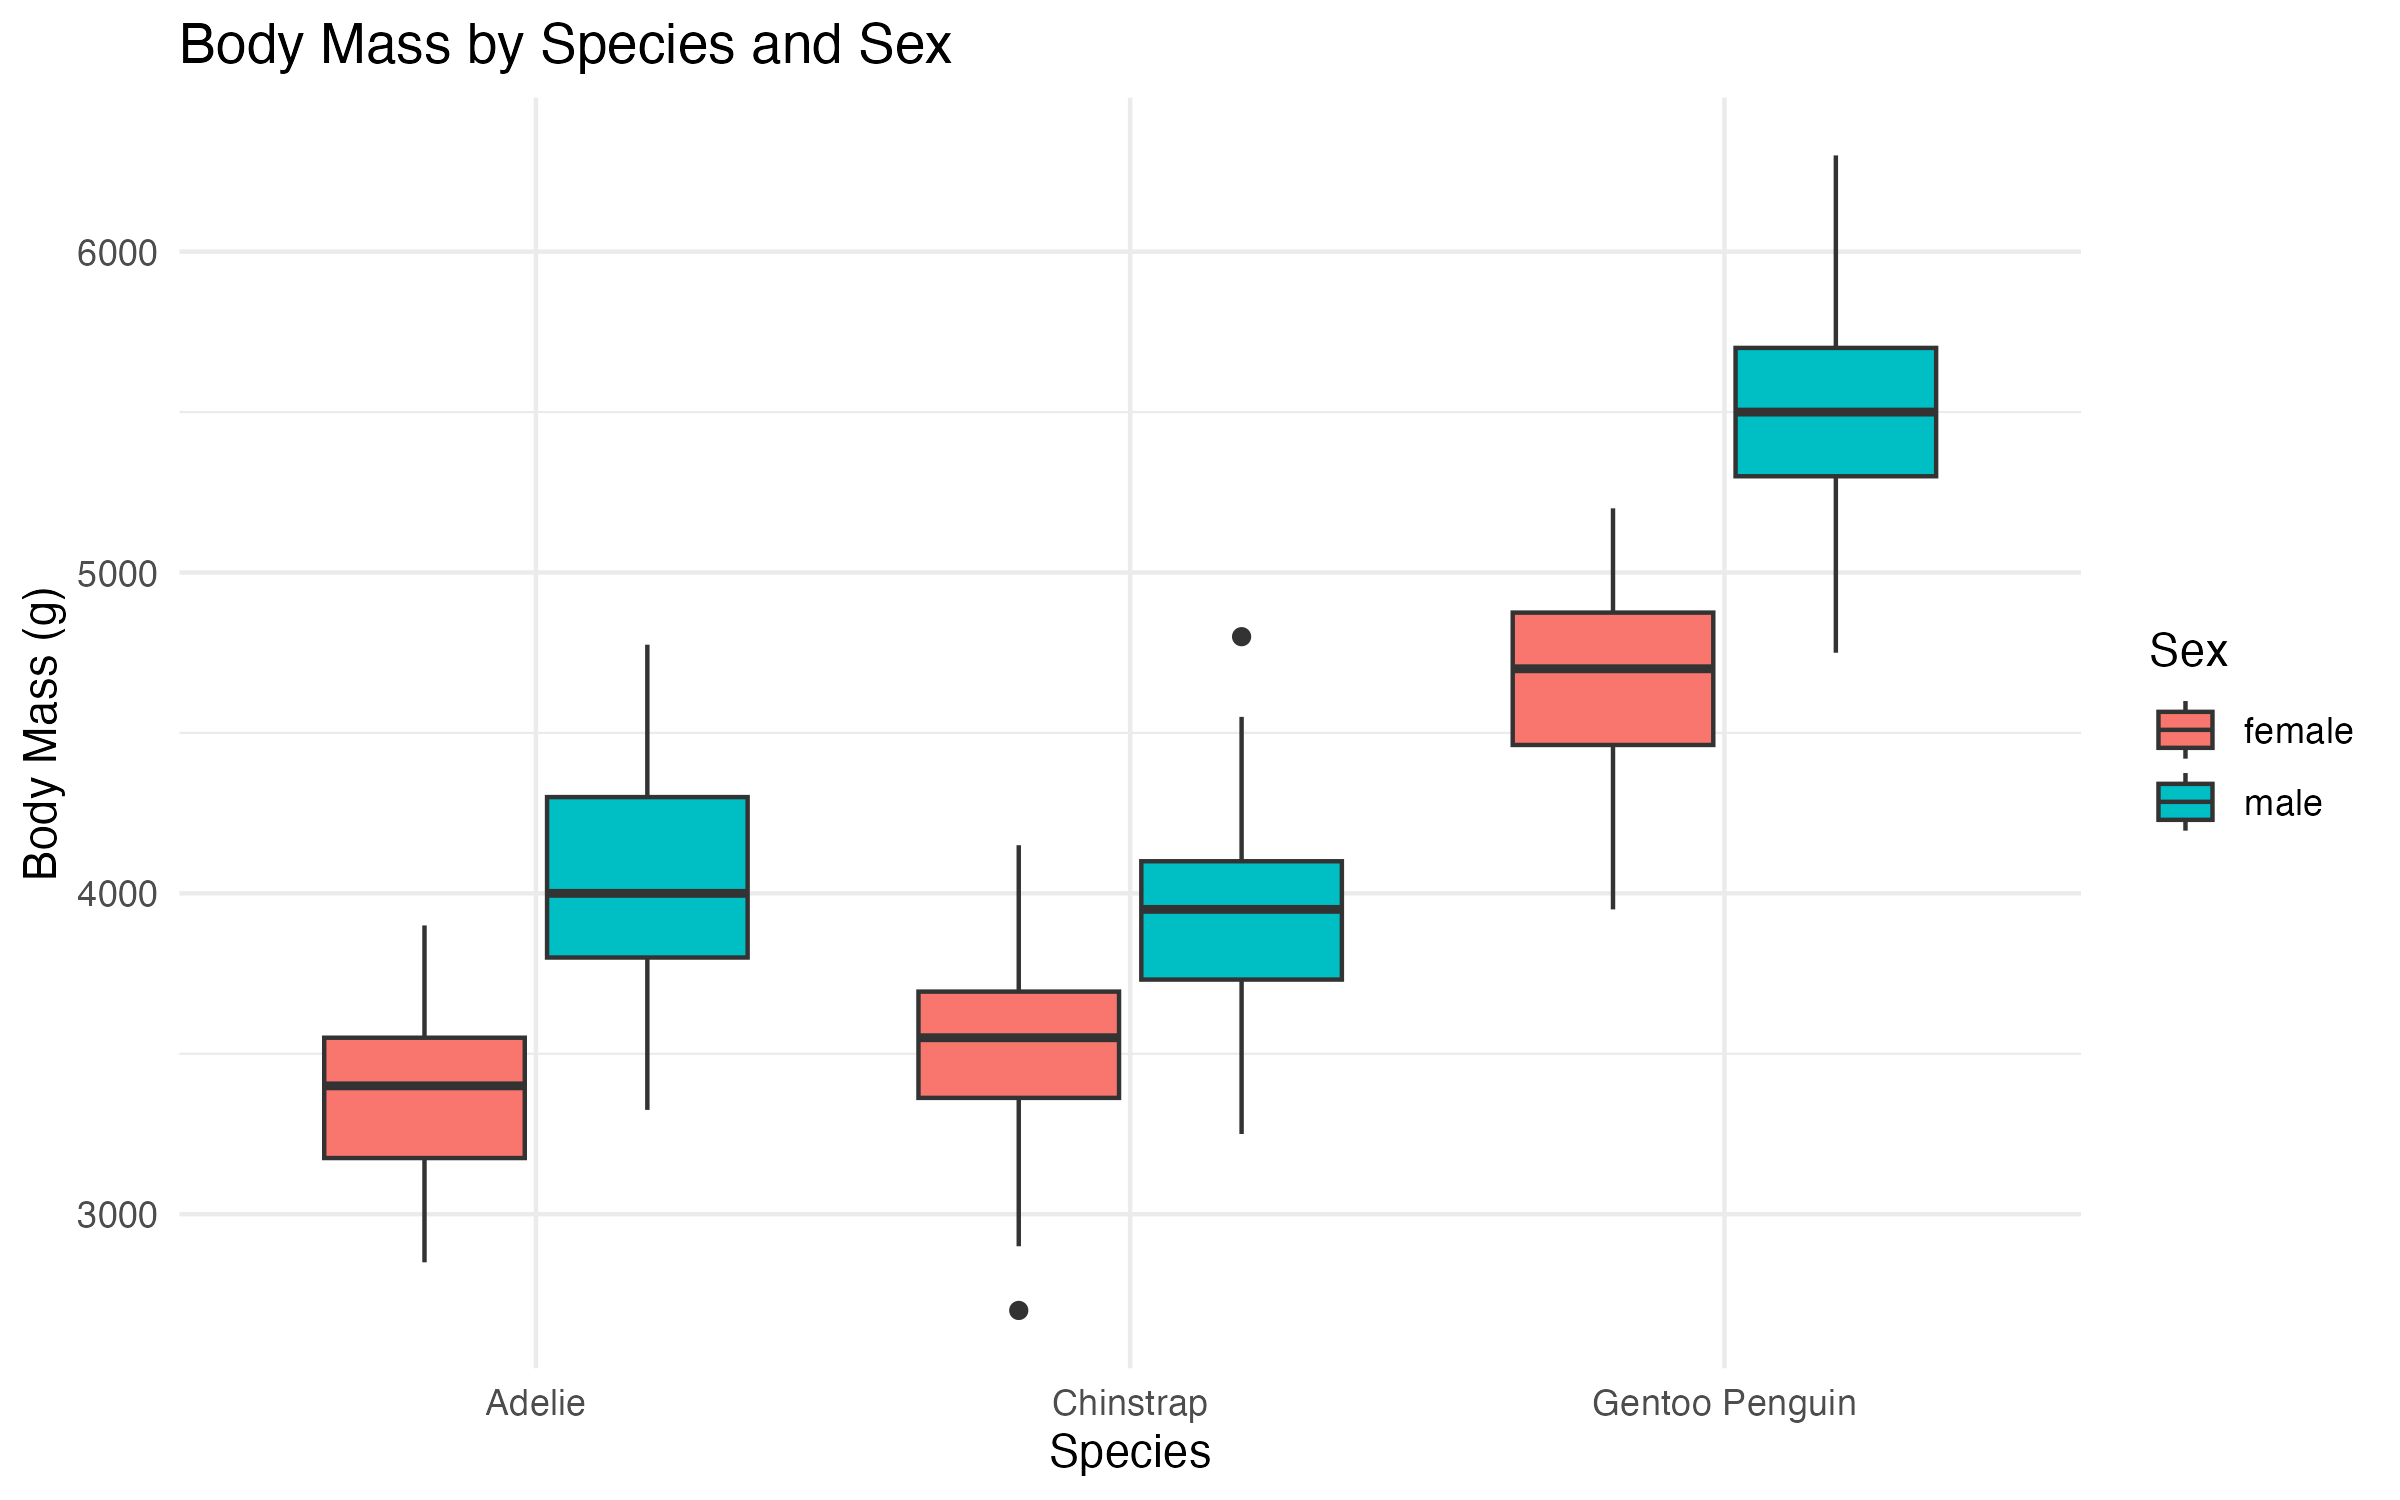 Body Mass by Species and Sex
6000
5000
4000
3000
Body Mass (g)
Adelie
Chinstrap
Gentoo Penguin
Species
Sex
female
male